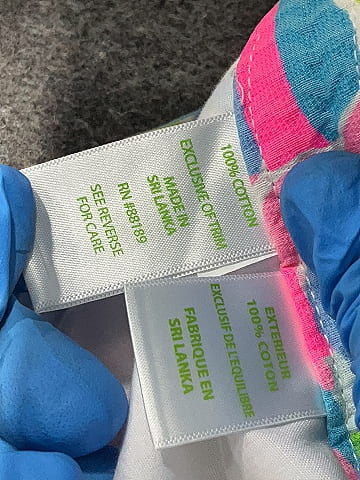 100% COTTON
EXCLUSIVE OF TRIM
MADE IN
SRI LANKA
RN #88189
SEE REVERSE
FOR CARE
EXTERIEUR
100% COTON
EXCLUSIF DE L'EQUILIBRE
FABRIQUE EN
SRI LANKA